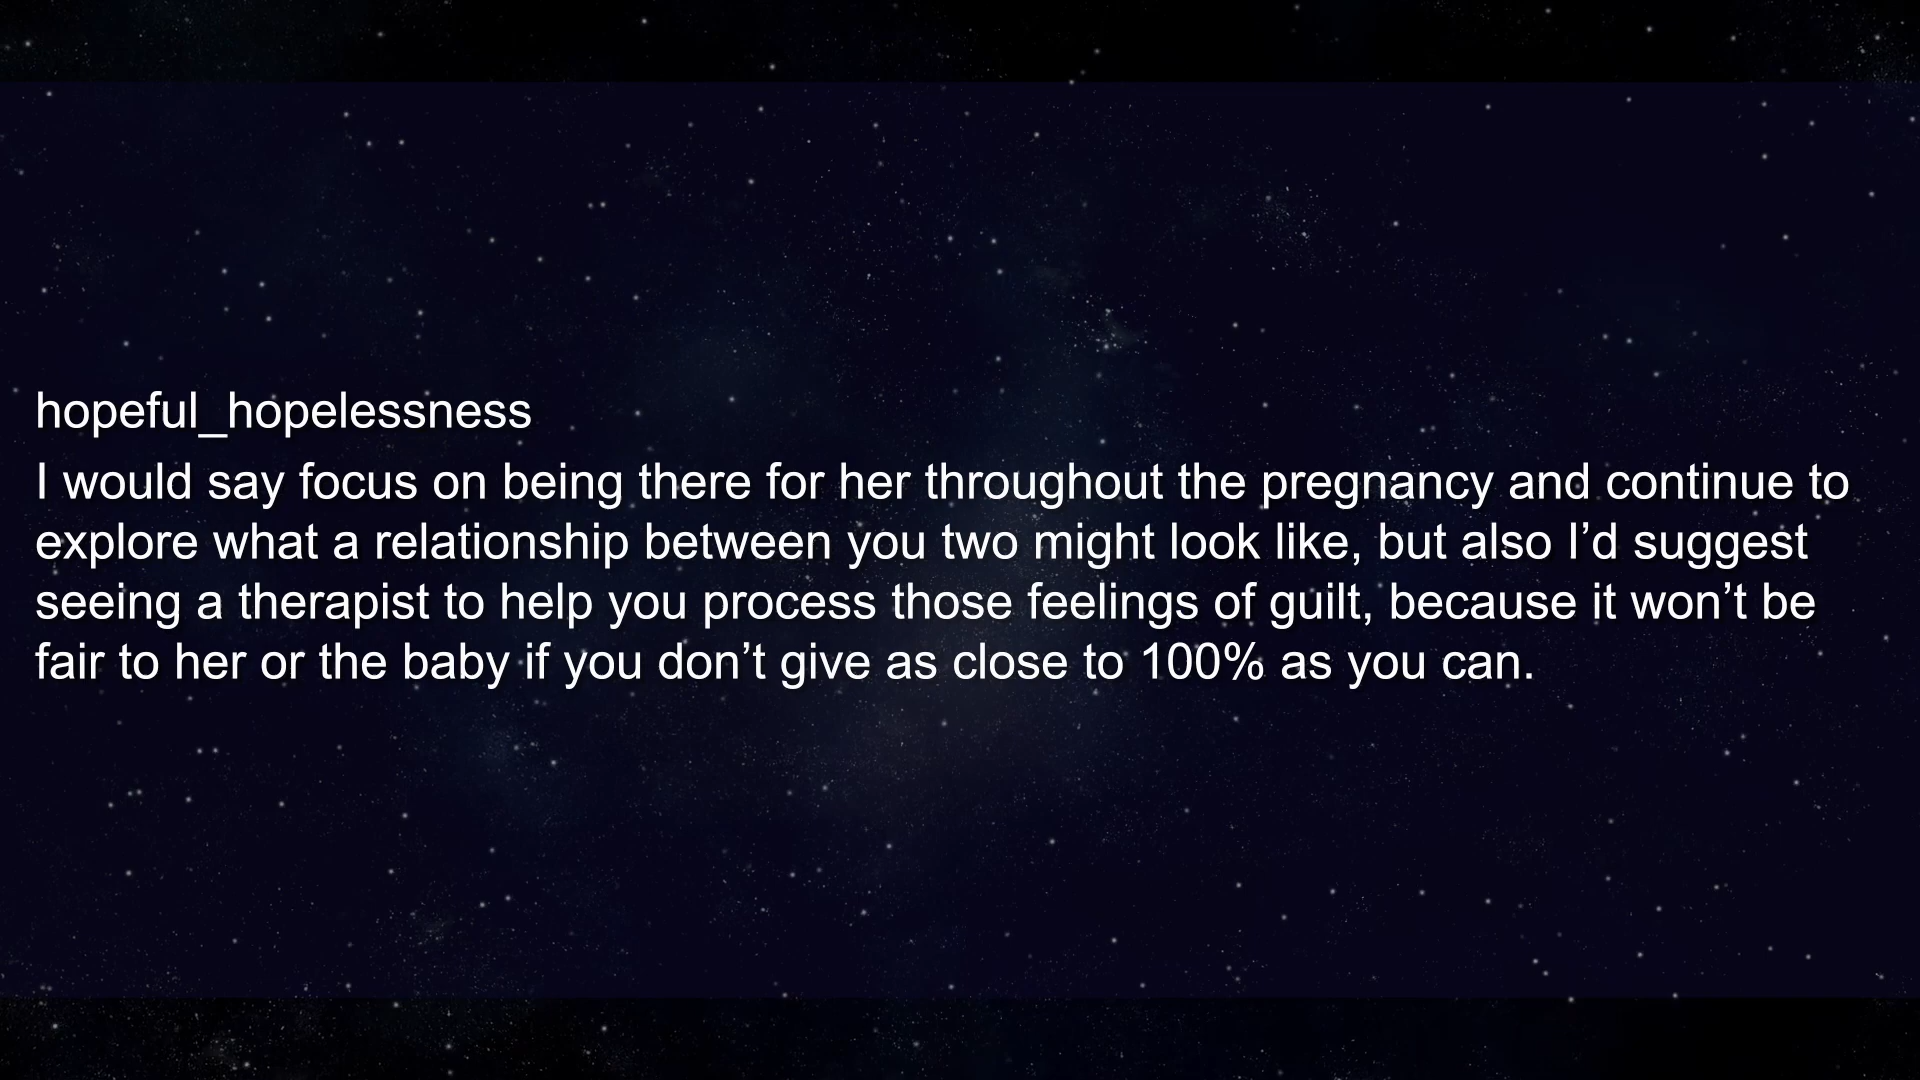 hopeful_hopelessness
I would say focus on being there for her throughout the pregnancy and continue to
explore what a relationship between you two might look like, but also I’d suggest
seeing a therapist to help you process those feelings of guilt, because it won’t be
fair to her or the baby if you don’t give as close to 100% as you can.